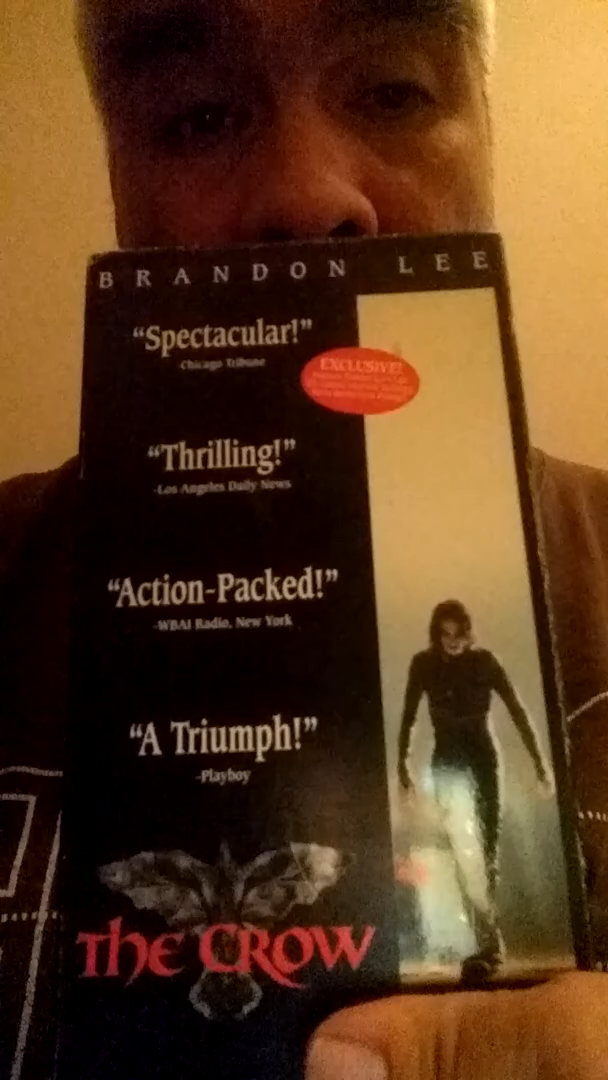 BRANDON LEE
“Spectacular!”
Chicago Tribune
EXCLUSIVE!
“Thrilling!”
-Los Angeles Daily News
“Action-Packed!”
-WBAI Radio, New York
“A Triumph!”
-Playboy
THE CROW